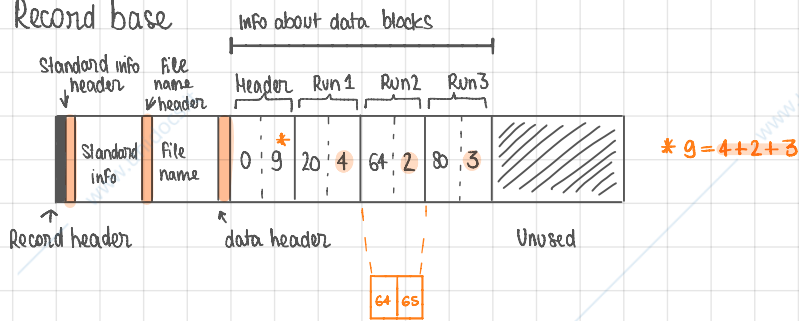 Record base
Info about data blocks
Standard info header
File name header
Header Run1 Run2 Run3
Standard info
File name
0 9 * 20 4 64 2 80 3
* 9 = 4+2+3
Record header
data header
Unused
64 65